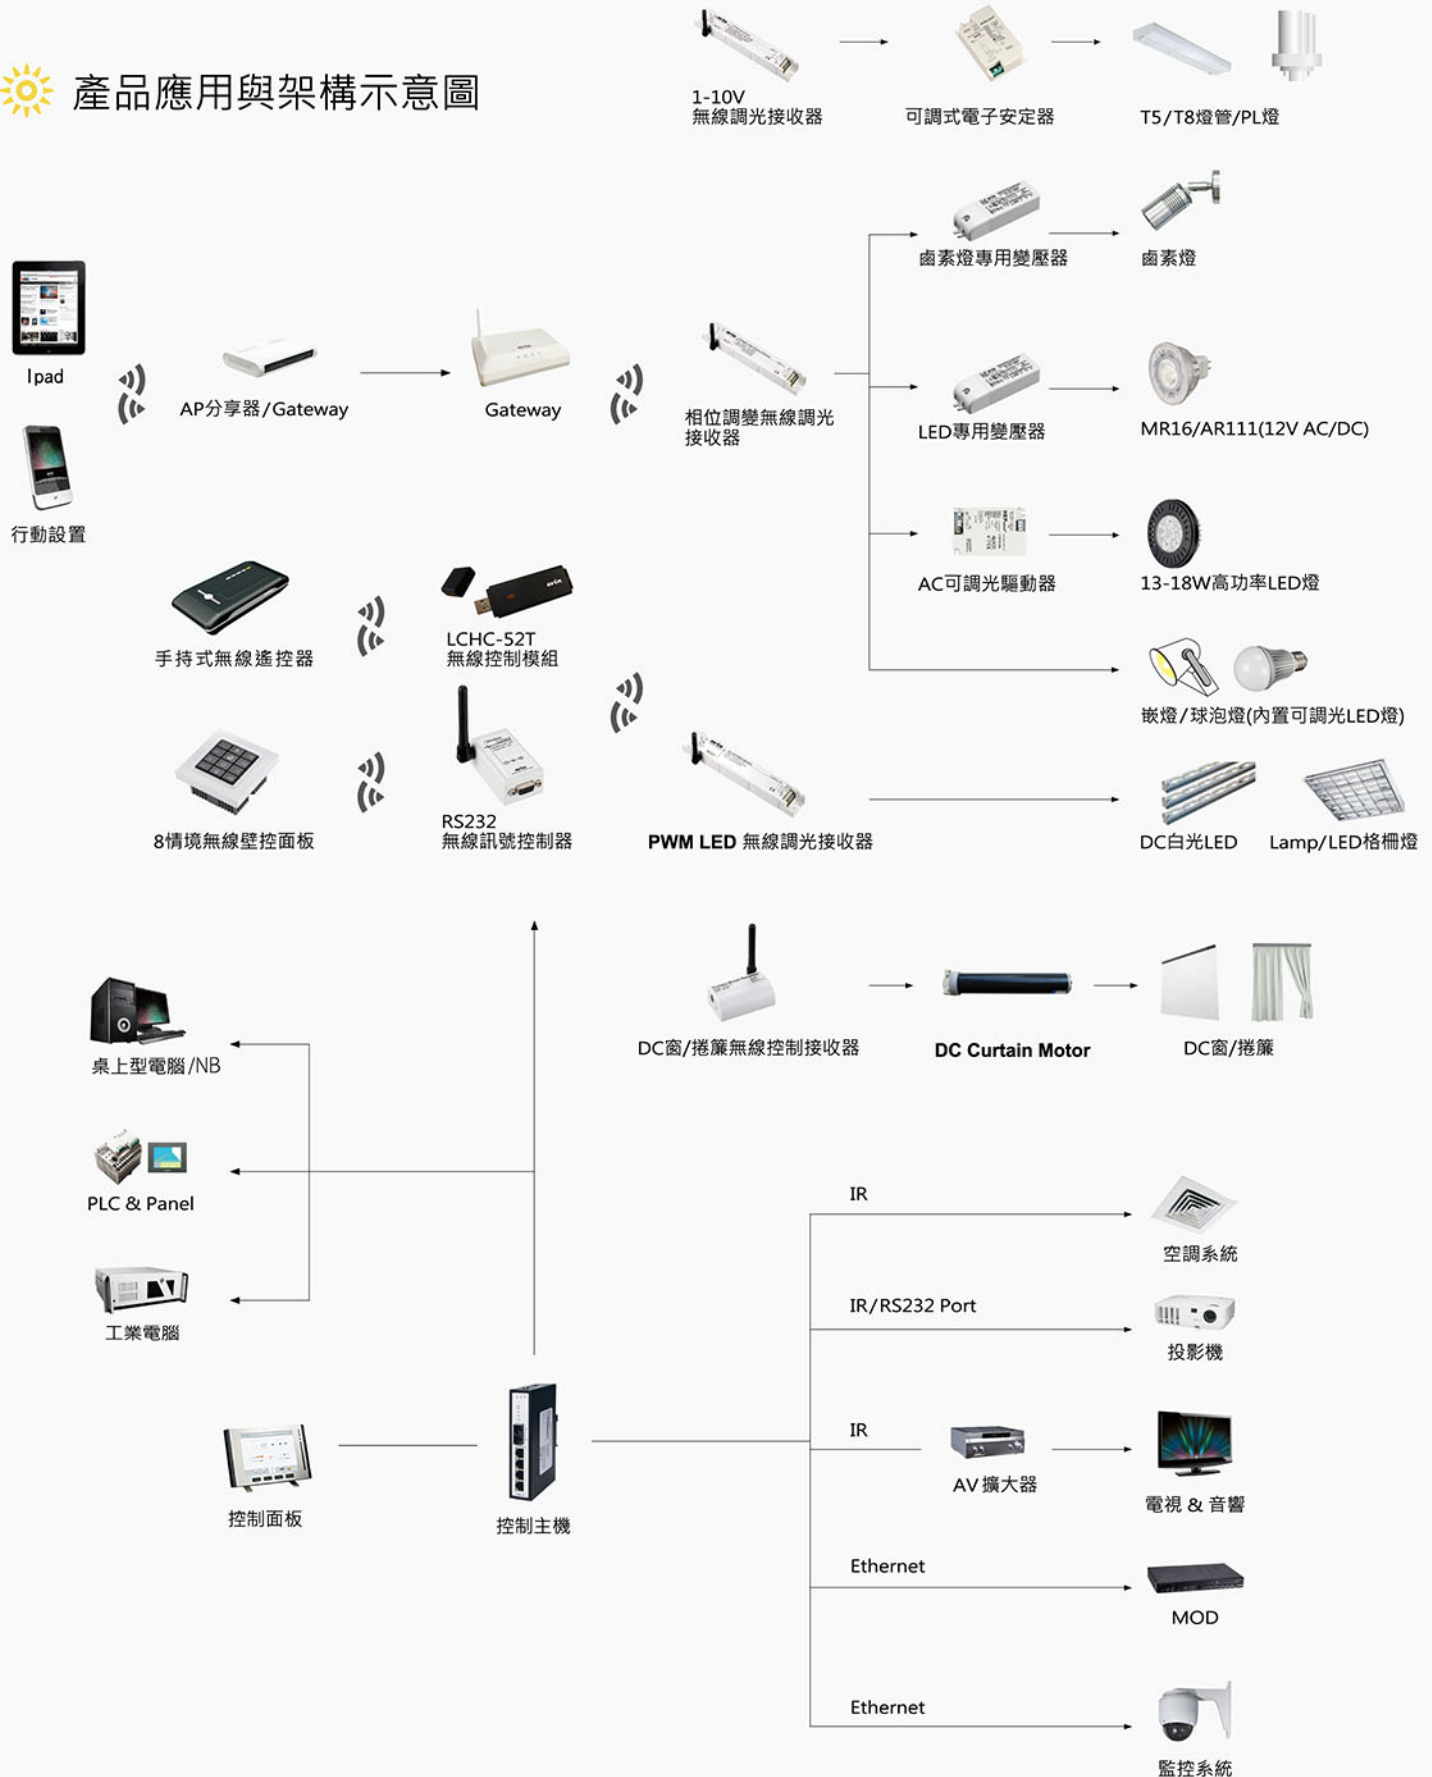 產品應用與架構示意圖
1-10V
無線調光接收器
可調式電子安定器
T5/T8燈管/PL燈
鹵素燈專用變壓器
鹵素燈
Ipad
AP分享器/Gateway
Gateway
相位調變無線調光
接收器
LED專用變壓器
MR16/AR111(12V AC/DC)
行動設置
AC可調光驅動器
13-18W高功率LED燈
手持式無線遙控器
LCHC-52T
無線控制模組
嵌燈/球泡燈(內置可調光LED燈)
8情境無線壁控面板
RS232
無線訊號控制器
PWM LED 無線調光接收器
DC白光LED
Lamp/LED格柵燈
桌上型電腦/NB
DC窗/捲簾無線控制接收器
DC Curtain Motor
DC窗/捲簾
PLC & Panel
IR
空調系統
工業電腦
IR/RS232 Port
投影機
IR
AV擴大器
電視 & 音響
控制面板
控制主機
Ethernet
MOD
Ethernet
監控系統